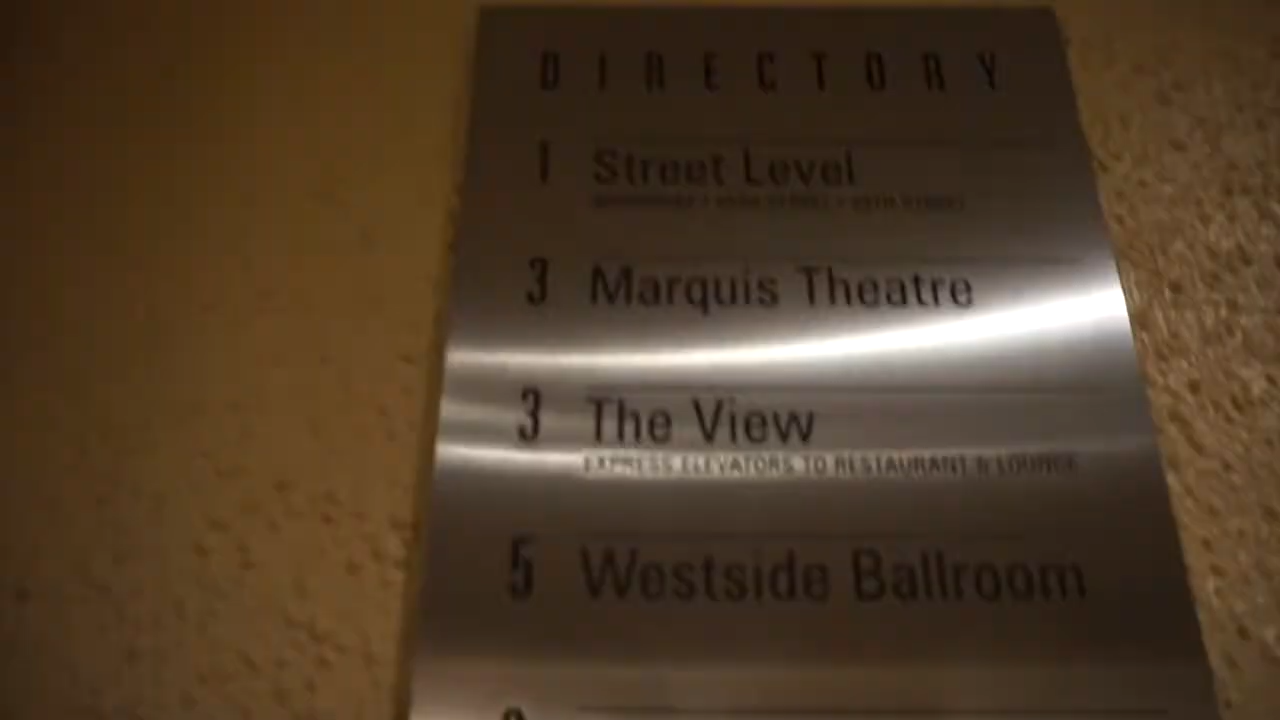 DIRECTORY
1 Street Level
3 Marquis Theatre
3 The View
EXPRESS ELEVATORS TO RESTAURANT & LOUNGE
5 Westside Ballroom